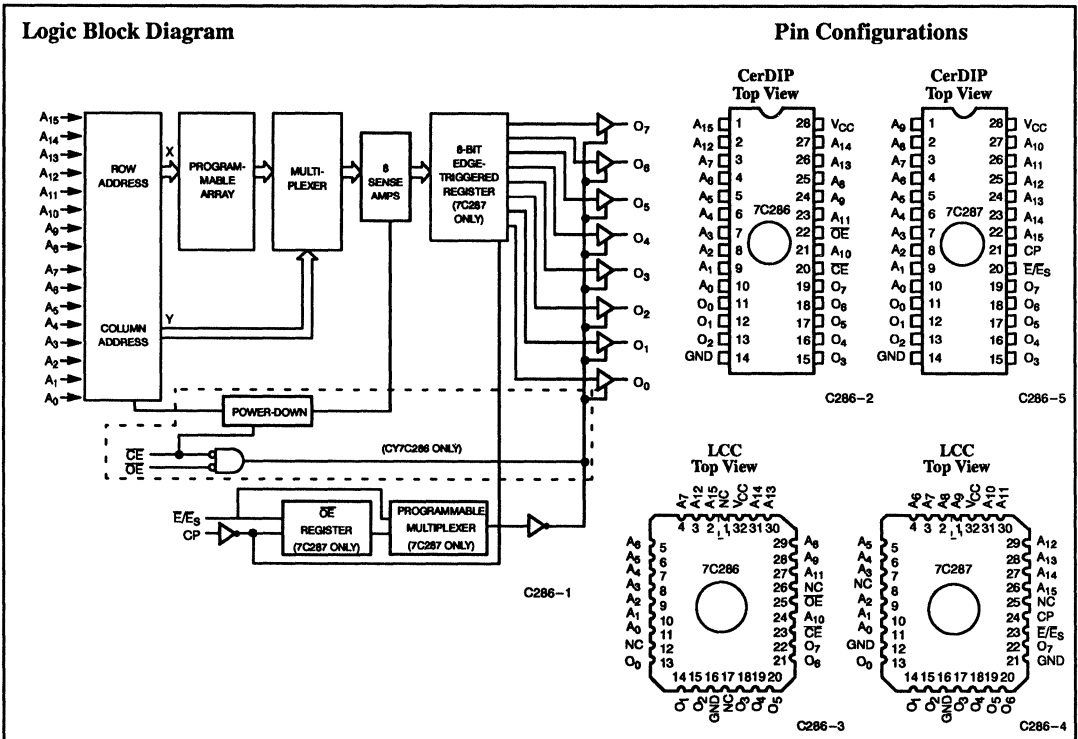 Logic Block Diagram
A15
A14
A13
A12
A11
A10
A9
A8
A7
A6
A5
A4
A3
A2
A1
A0
ROW
ADDRESS
COLUMN
ADDRESS
X
Y
PROGRAM-
MABLE
ARRAY
MULTI-
PLEXER
8
SENSE
AMPS
8-BIT
EDGE-
TRIGGERED
REGISTER
(7C287
ONLY)
O7
O6
O5
O4
O3
O2
O1
O0
POWER-DOWN
(CY7C286 ONLY)
CE
OE
E/ES
CP
OE
REGISTER
(7C287 ONLY)
PROGRAMMABLE
MULTIPLEXER
(7C287 ONLY)
C286-1
Pin Configurations
CerDIP
Top View
7C286
A15 1 28 VCC
A12 2 27 A14
A7 3 26 A13
A6 4 25 A8
A5 5 24 A9
A4 6 23 A11
A3 7 22 OE
A2 8 21 A10
A1 9 20 CE
A0 10 19 O7
O0 11 18 O6
O1 12 17 O5
O2 13 16 O4
GND 14 15 O3
C286-2
CerDIP
Top View
7C287
A9 1 28 VCC
A8 2 27 A10
A7 3 26 A11
A6 4 25 A12
A5 5 24 A13
A4 6 23 A14
A3 7 22 A15
A2 8 21 CP
A1 9 20 E/ES
A0 10 19 O7
O0 11 18 O6
O1 12 17 O5
O2 13 16 O4
GND 14 15 O3
C286-5
LCC
Top View
A7 A12 A15 NC VCC A14 A13
4 3 2 1 32 31 30
7C286
A6 5 29 A8
A5 6 28 A9
A4 7 27 A11
A3 8 26 NC
A2 9 25 OE
A1 10 24 A10
A0 11 23 CE
NC 12 22 O7
O0 13 21 O6
14 15 16 17 18 19 20
O1 O2 GND NC O3 O4 O5
C286-3
LCC
Top View
A6 A7 A8 A9 VCC A10 A11
4 3 2 1 32 31 30
7C287
A5 5 29 A12
A4 6 28 A13
A3 7 27 A14
NC 8 26 A15
A2 9 25 NC
A1 10 24 CP
A0 11 23 E/ES
GND 12 22 O7
O0 13 21 GND
14 15 16 17 18 19 20
O1 O2 GND O3 O4 O5 O6
C286-4